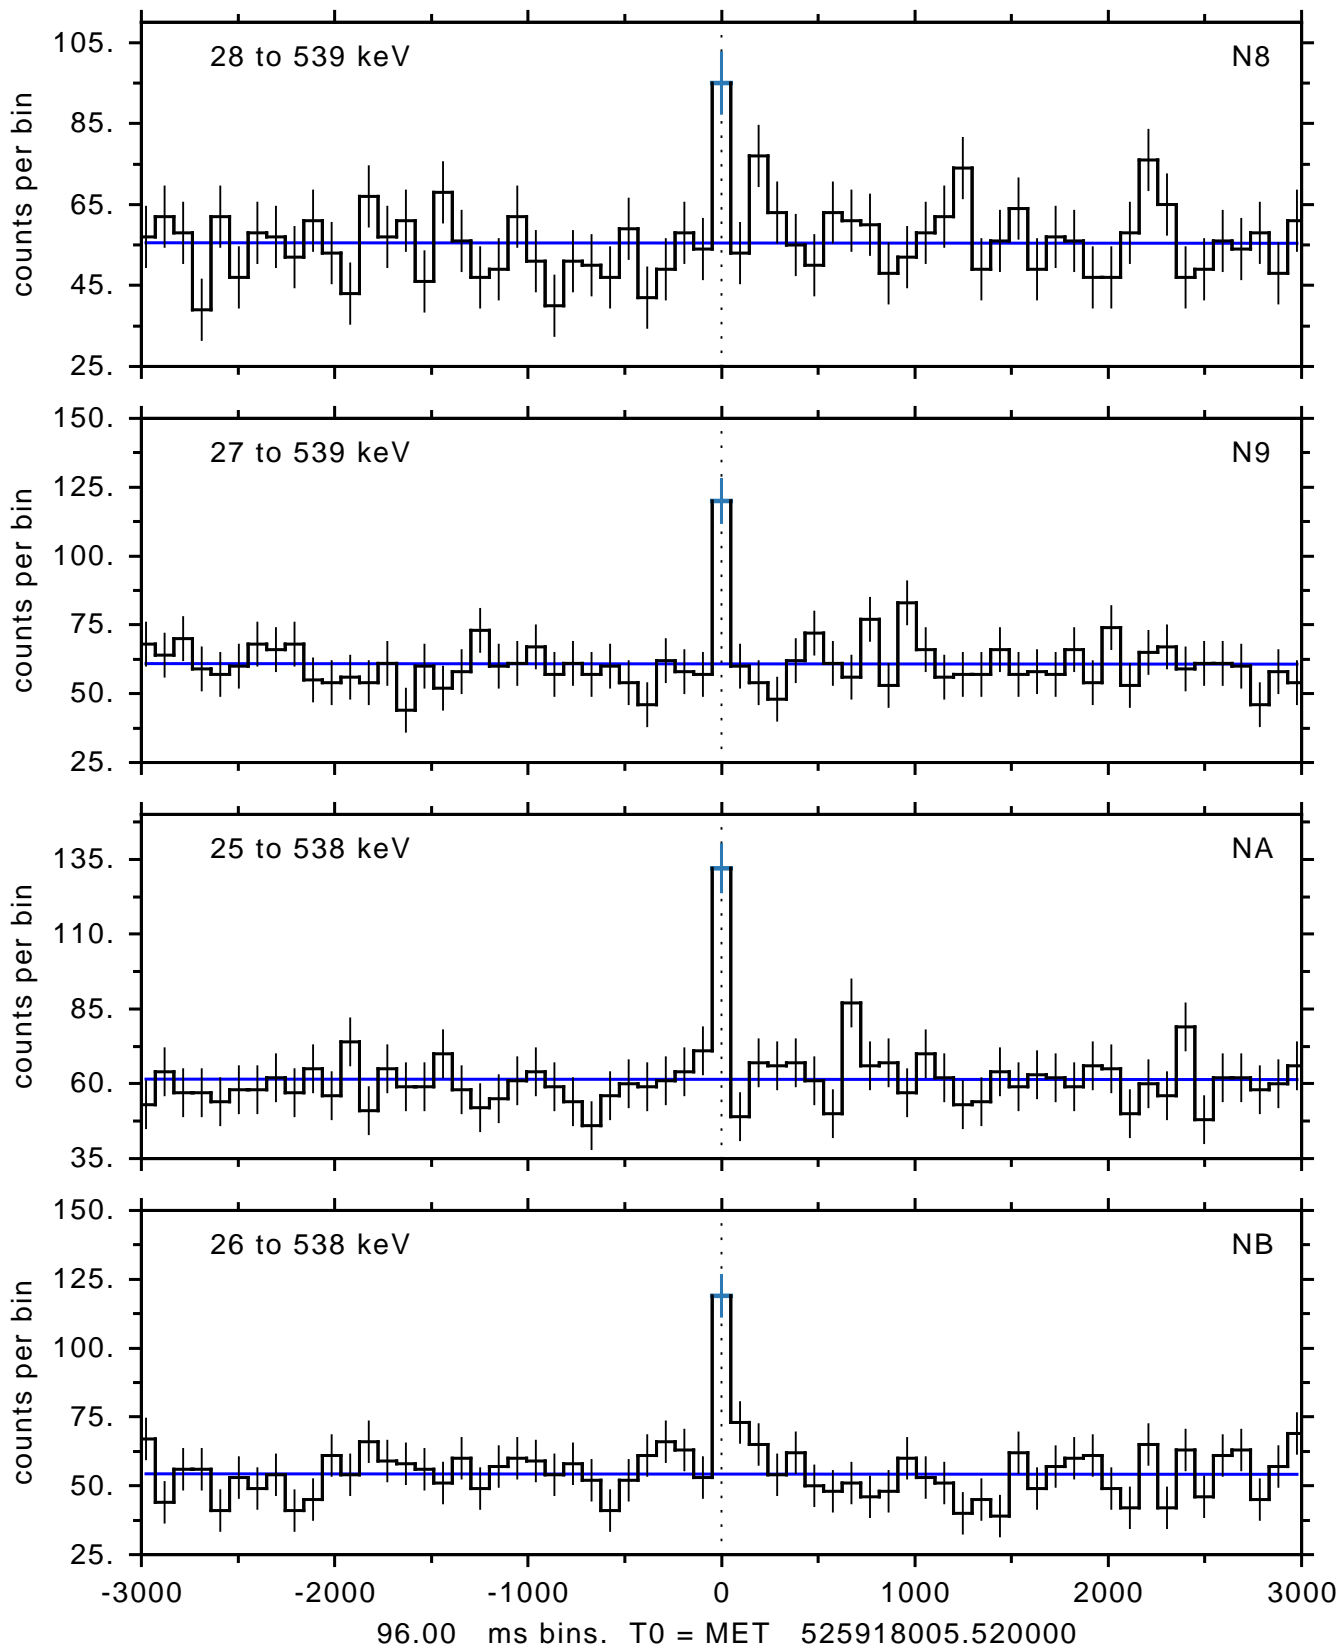 28 to 539 keV N8
counts per bin
105.
85.
65.
45.
25.
27 to 539 keV N9
counts per bin
150.
125.
100.
75.
50.
25.
25 to 538 keV NA
counts per bin
135.
110.
85.
60.
35.
26 to 538 keV NB
counts per bin
150.
125.
100.
75.
50.
25.
-3000 -2000 -1000 0 1000 2000 3000
96.00 ms bins. T0 = MET 525918005.520000